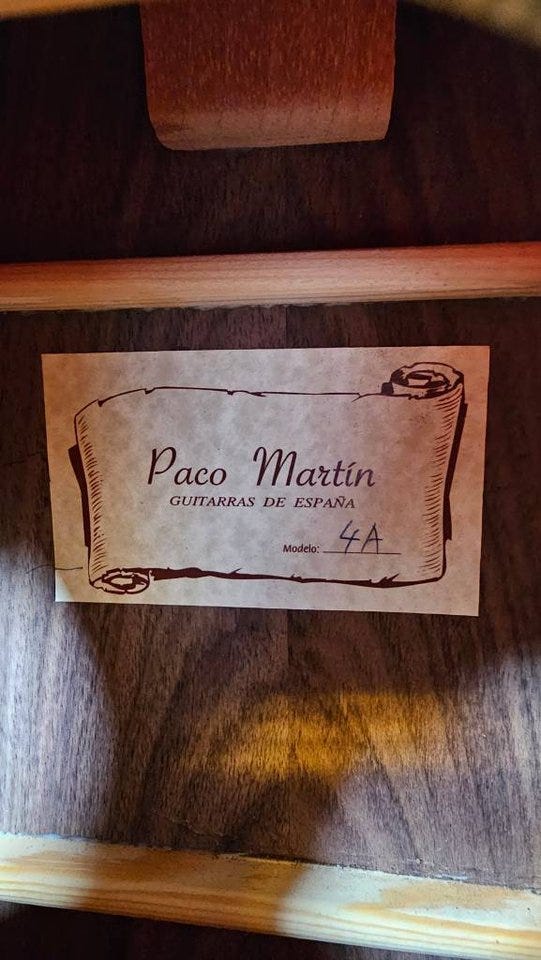 Paco Martín
GUITARRAS DE ESPAÑA
Modelo: 4A